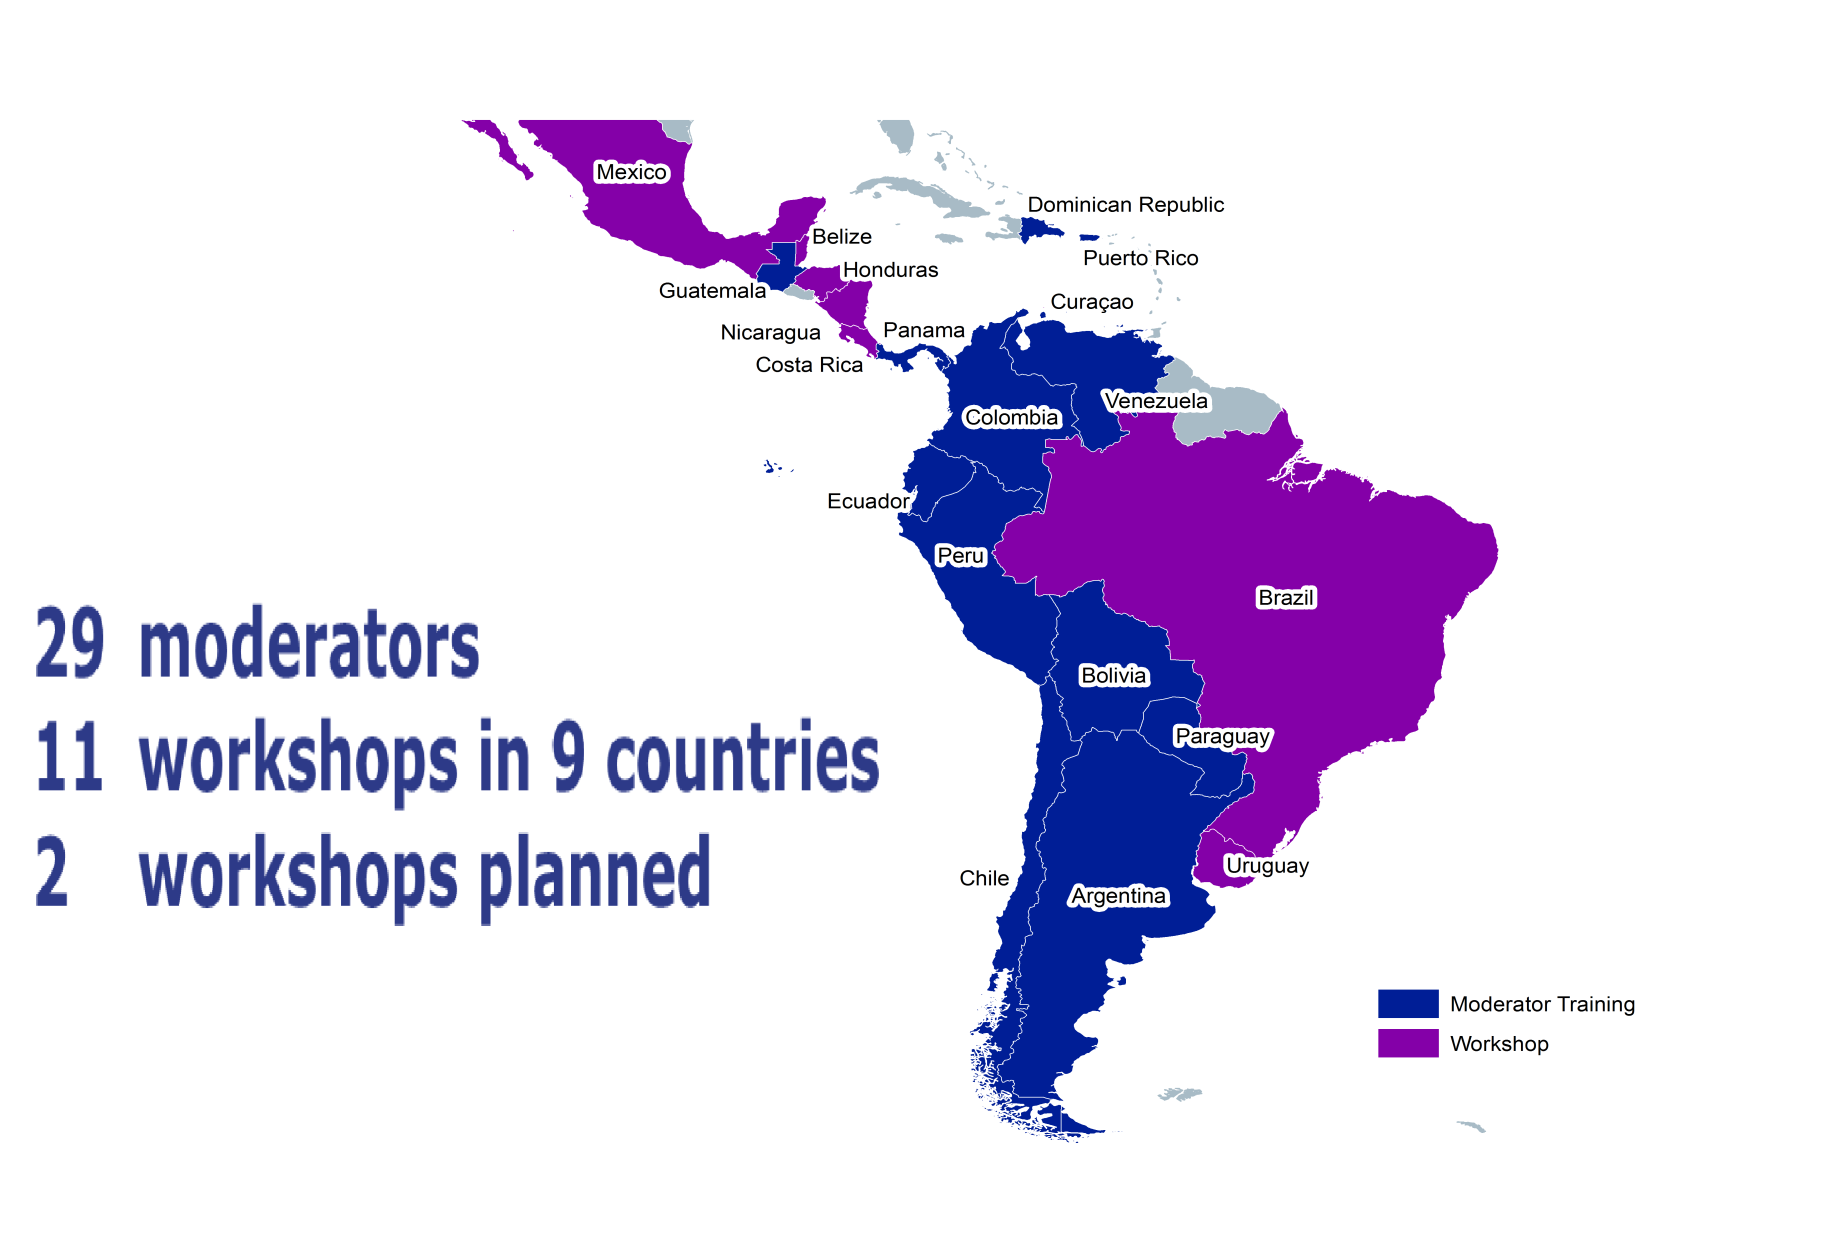 Mexico
Dominican Republic
Belize
Puerto Rico
Honduras
Guatemala
Curaçao
Nicaragua
Panama
Costa Rica
Venezuela
Colombia
Ecuador
Peru
Brazil
29 moderators
11 workshops in 9 countries
2 workshops planned
Bolivia
Paraguay
Uruguay
Chile
Argentina
Moderator Training
Workshop